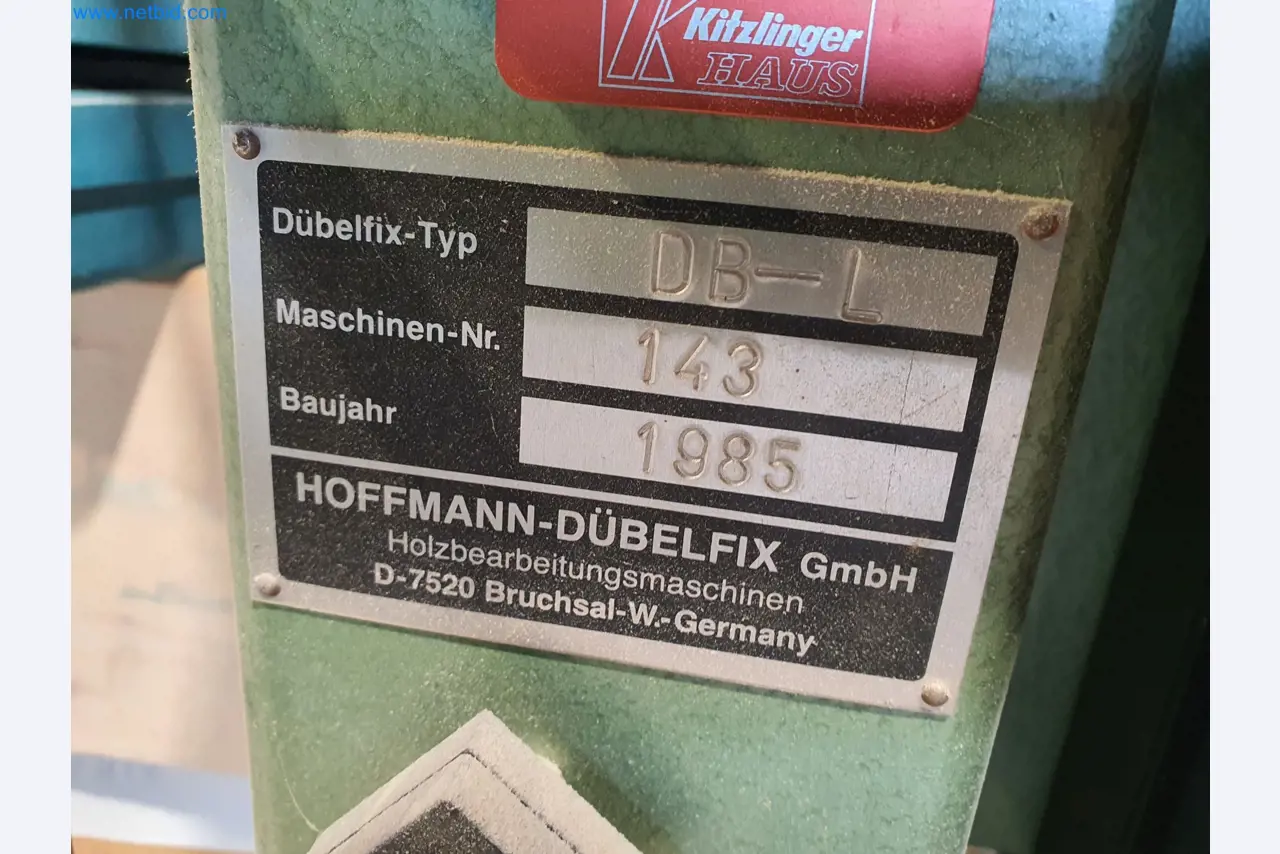 www.netbid.com
Kitzlinger
HAUS
Dübelfix-Typ DB-L
Maschinen-Nr. 143
Baujahr 1985
HOFFMANN-DÜBELFIX GmbH
Holzbearbeitungsmaschinen
D-7520 Bruchsal-W.-Germany